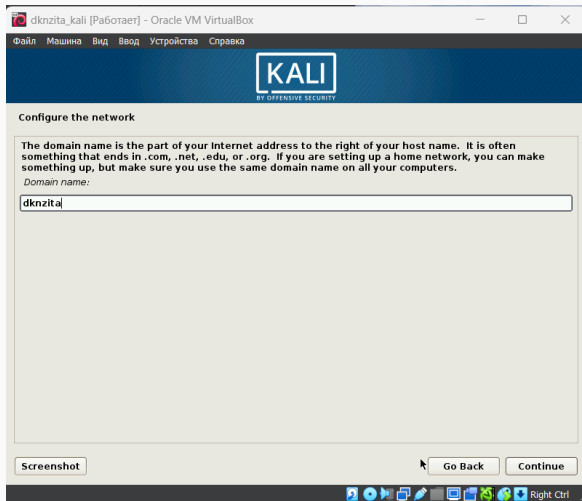 dknzita_kali [Работает] - Oracle VM VirtualBox
Файл Машина Вид Ввод Устройства Справка
KALI
BY OFFENSIVE SECURITY
Configure the network
The domain name is the part of your Internet address to the right of your host name. It is often
something that ends in .com, .net, .edu, or .org. If you are setting up a home network, you can make
something up, but make sure you use the same domain name on all your computers.
Domain name:
dknzita
Screenshot Go Back Continue
Right Ctrl